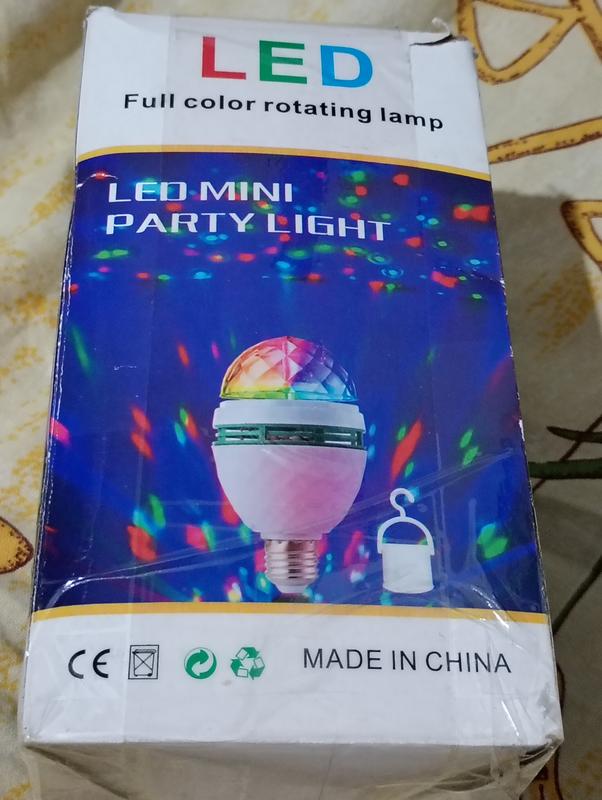 LED
Full color rotating lamp
LED MINI
PARTY LIGHT
CE
MADE IN CHINA